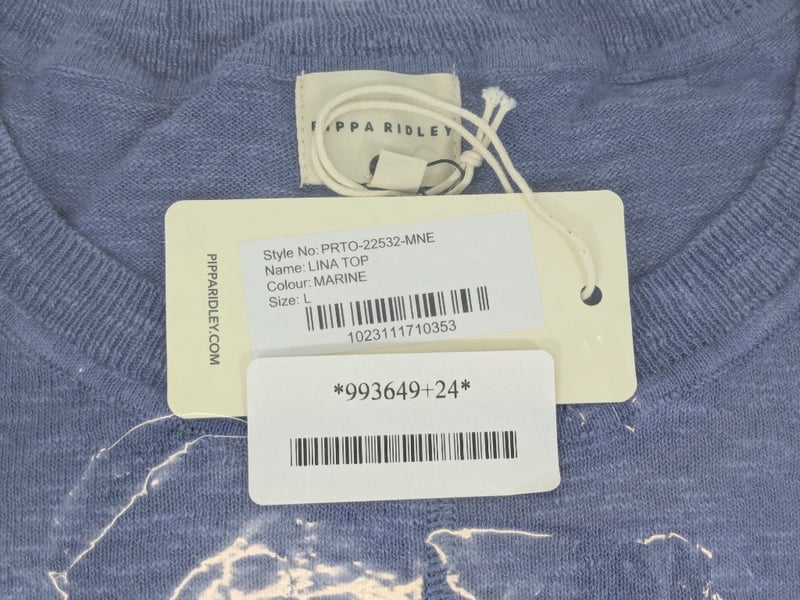 PIPPA RIDLEY
PIPPARIDLEY.COM
Style No: PRTO-22532-MNE
Name: LINA TOP
Colour: MARINE
Size: L
1023111710353
*993649+24*